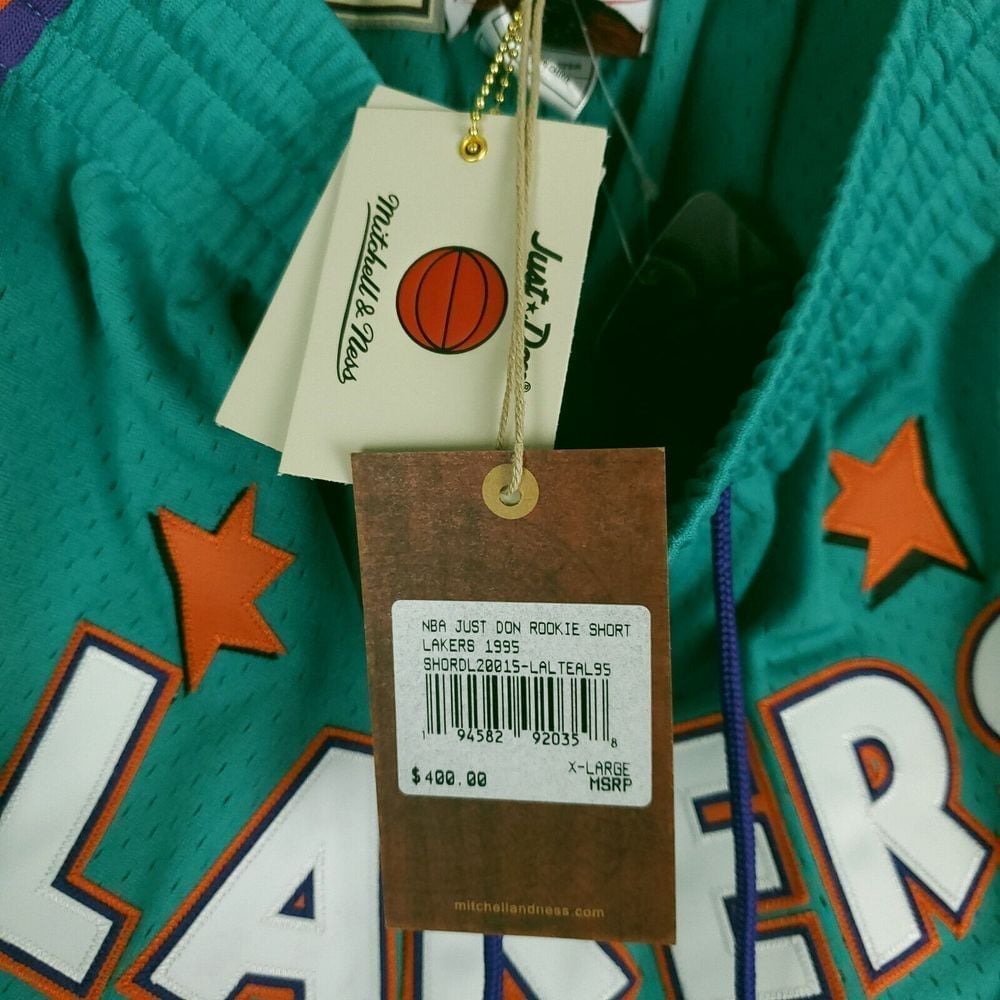 Just★Don®
Mitchell & Ness
NBA JUST DON ROOKIE SHORT
LAKERS 1995
SHORDL20015-LALTEAL95
1 94582 92035 8
X-LARGE
$400.00 MSRP
mitchellandness.com
LAKERS